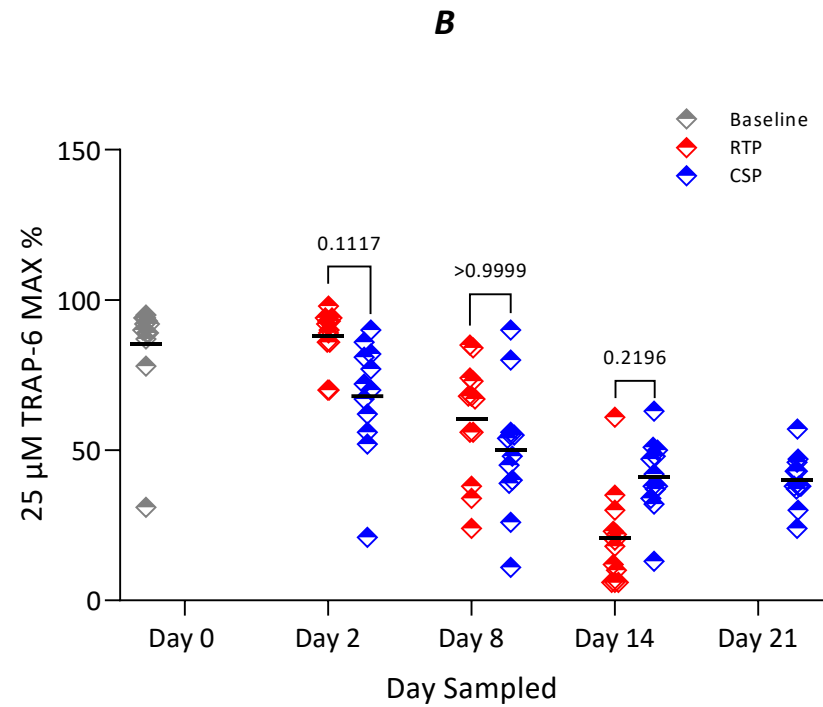 B
Baseline
RTP
CSP
25 µM TRAP-6 MAX %
150
100
50
0
0.1117
>0.9999
0.2196
Day 0
Day 2
Day 8
Day 14
Day 21
Day Sampled